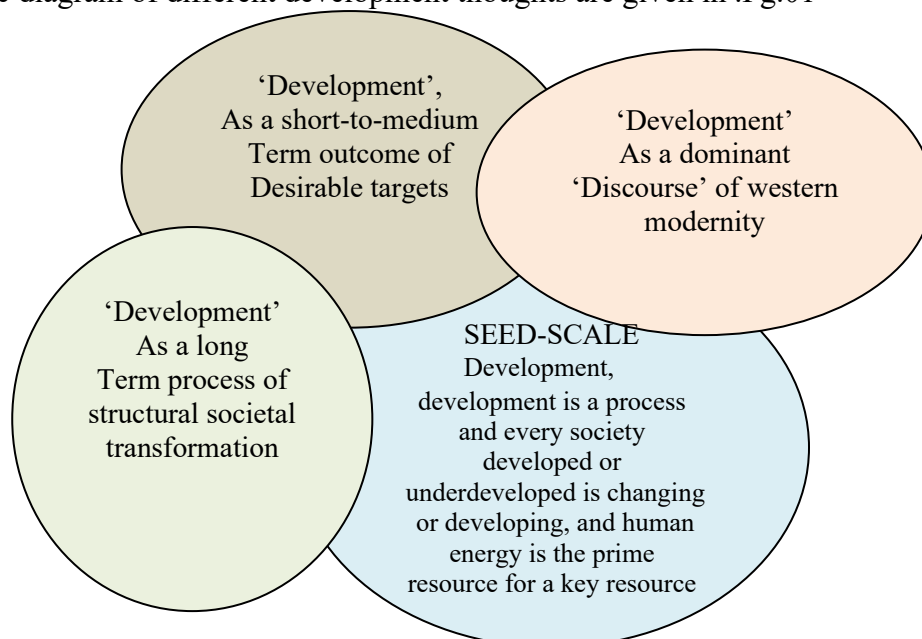 diagram of different development thoughts are given in .Fg.01
‘Development’,
As a short-to-medium
Term outcome of
Desirable targets
‘Development’
As a dominant
‘Discourse’ of western
modernity
‘Development’
As a long
Term process of
structural societal
transformation
SEED-SCALE
Development,
development is a process
and every society
developed or
underdeveloped is changing
or developing, and human
energy is the prime
resource for a key resource